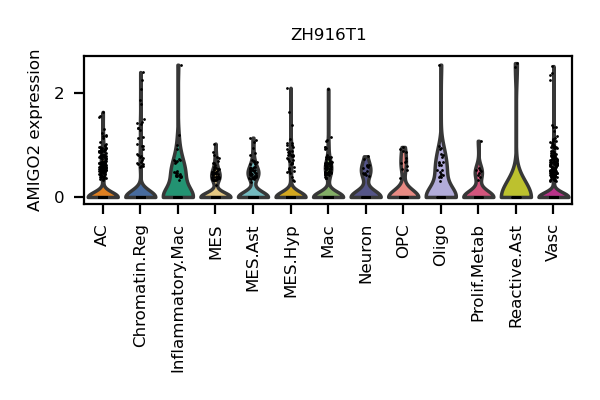 ZH916T1
AMIGO2 expression
2
0
AC
Chromatin.Reg
Inflammatory.Mac
MES
MES.Ast
MES.Hyp
Mac
Neuron
OPC
Oligo
Prolif.Metab
Reactive.Ast
Vasc